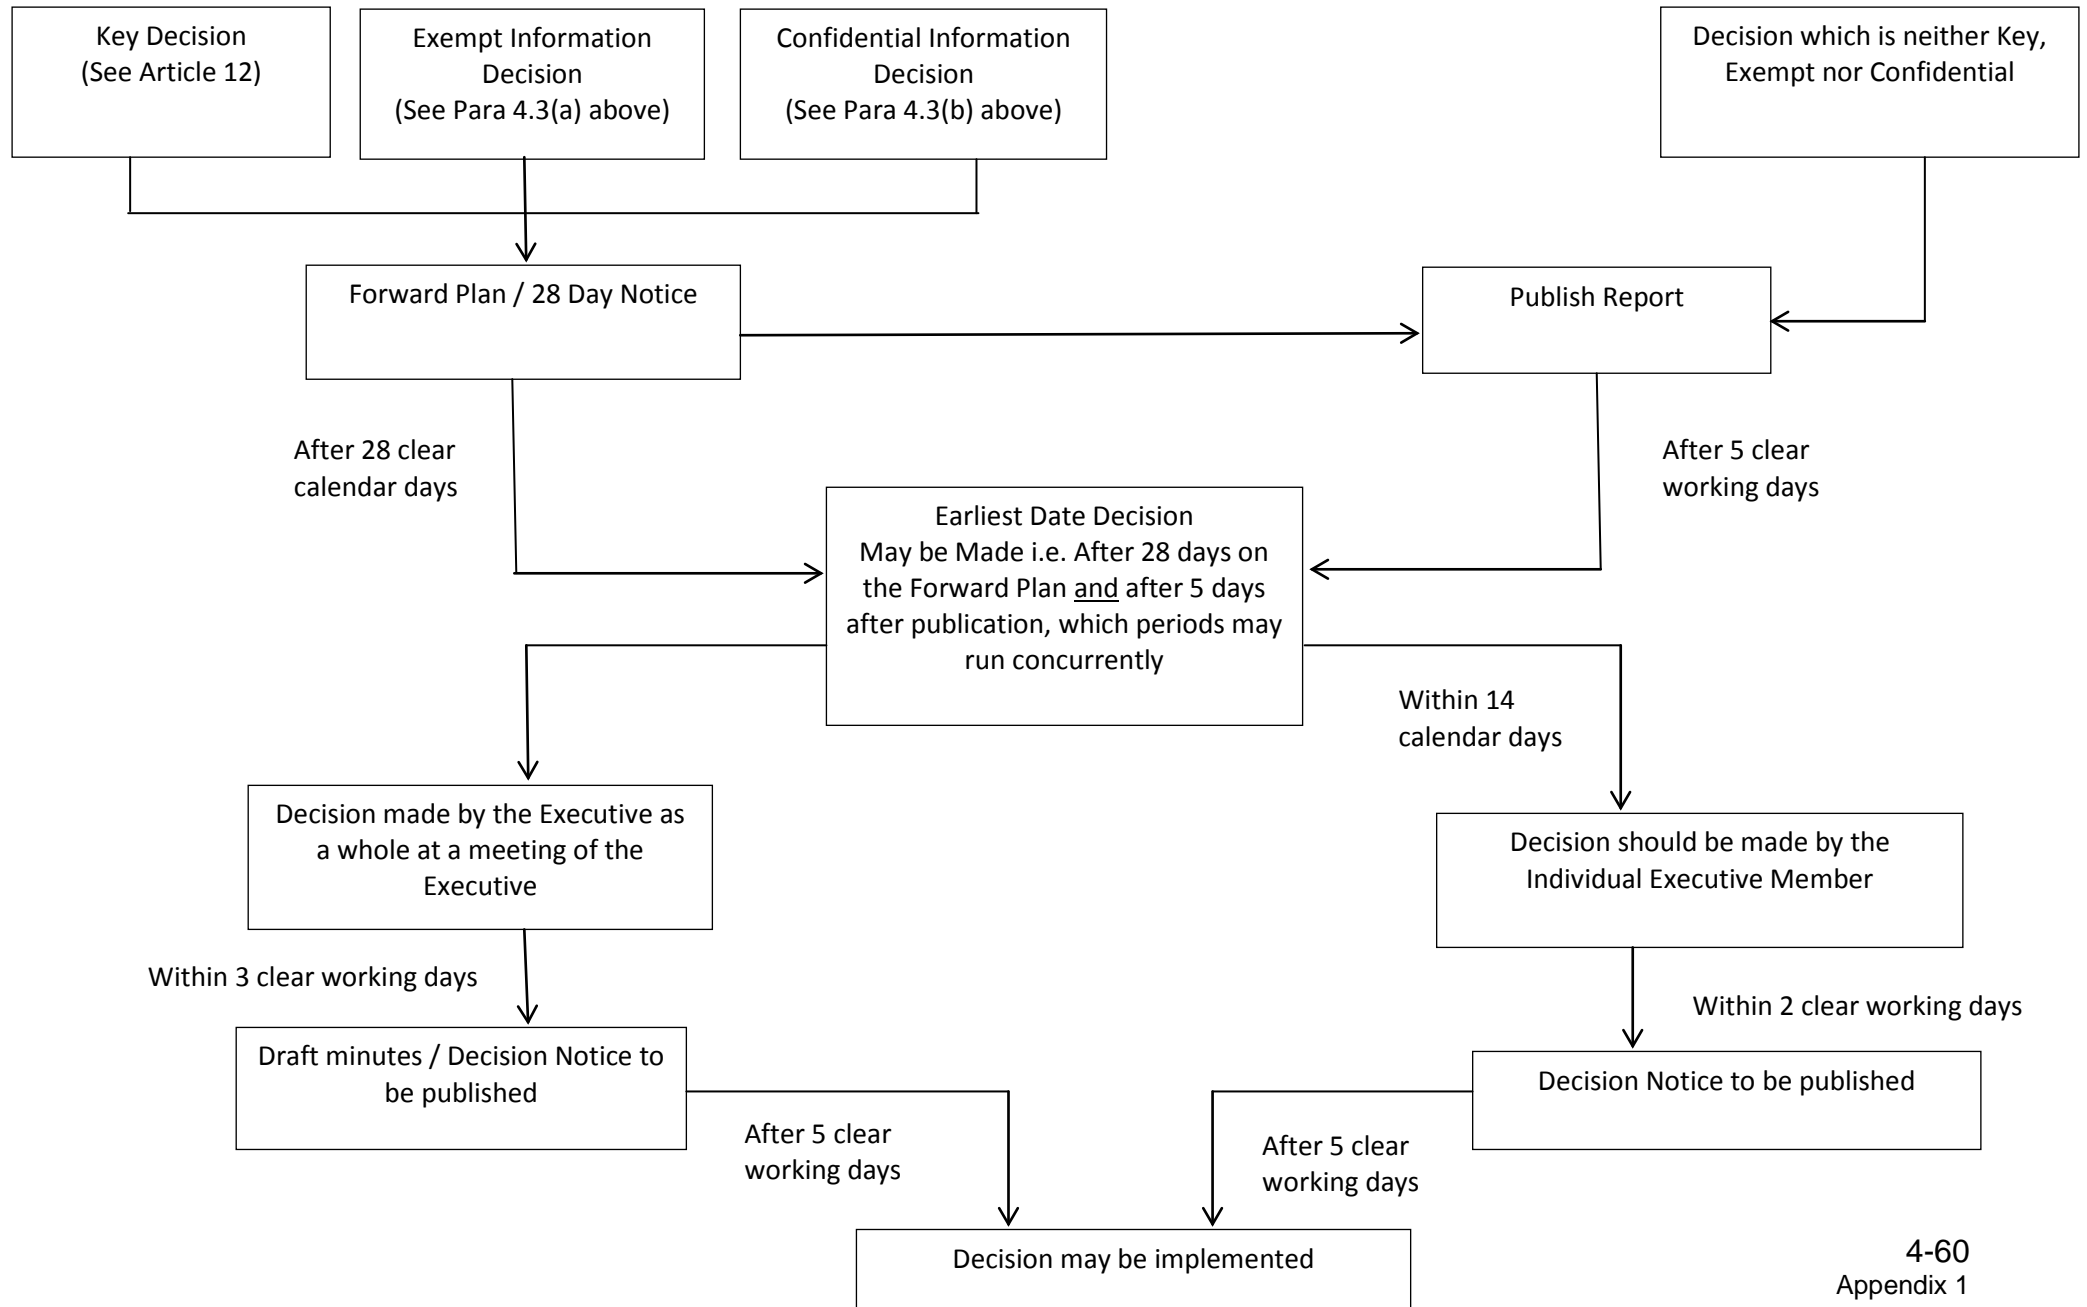 Key Decision
(See Article 12)
Exempt Information
Decision
(See Para 4.3(a) above)
Confidential Information
Decision
(See Para 4.3(b) above)
Decision which is neither Key,
Exempt nor Confidential
Forward Plan / 28 Day Notice
Publish Report
After 28 clear
calendar days
After 5 clear
working days
Earliest Date Decision
May be Made i.e. After 28 days on
the Forward Plan and after 5 days
after publication, which periods may
run concurrently
Within 14
calendar days
Decision made by the Executive as
a whole at a meeting of the
Executive
Decision should be made by the
Individual Executive Member
Within 3 clear working days
Within 2 clear working days
Draft minutes / Decision Notice to
be published
Decision Notice to be published
After 5 clear
working days
After 5 clear
working days
Decision may be implemented
4-60
Appendix 1